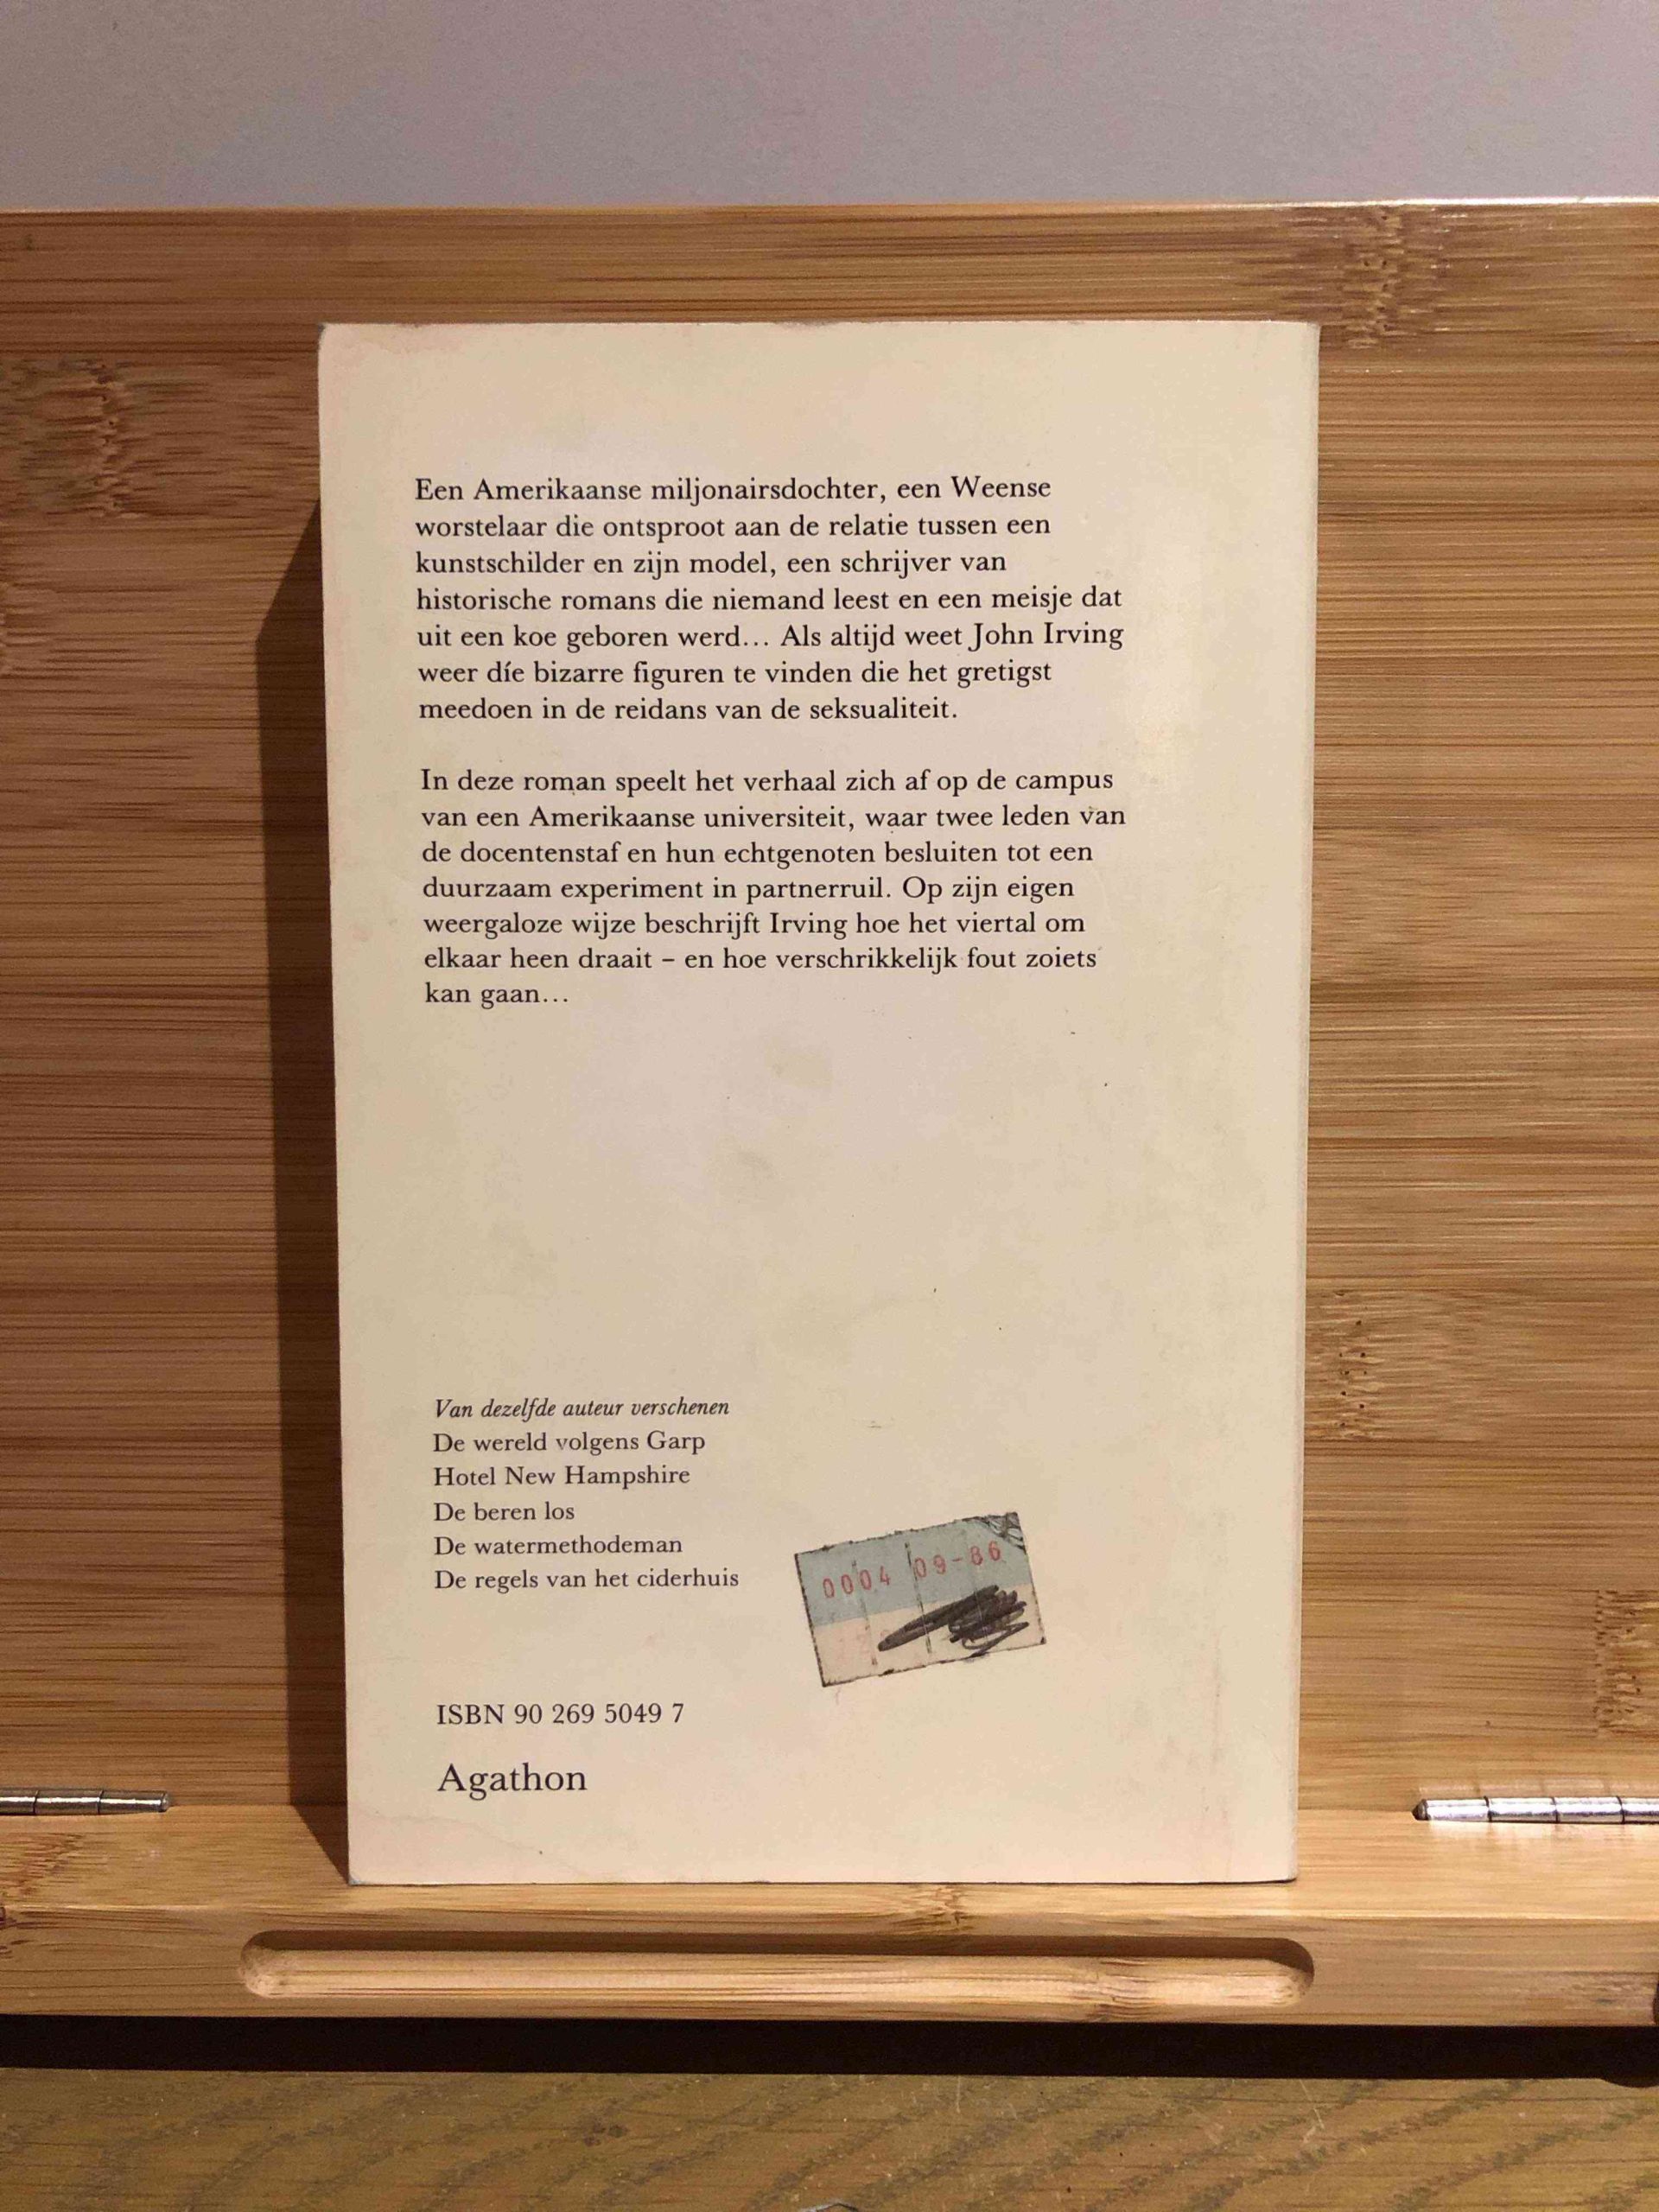 Een Amerikaanse miljonairsdochter, een Weense
worstelaar die ontsproot aan de relatie tussen een
kunstschilder en zijn model, een schrijver van
historische romans die niemand leest en een meisje dat
uit een koe geboren werd... Als altijd weet John Irving
weer díe bizarre figuren te vinden die het gretigst
meedoen in de reidans van de seksualiteit.
In deze roman speelt het verhaal zich af op de campus
van een Amerikaanse universiteit, waar twee leden van
de docentenstaf en hun echtgenoten besluiten tot een
duurzaam experiment in partnerruil. Op zijn eigen
weergaloze wijze beschrijft Irving hoe het viertal om
elkaar heen draait – en hoe verschrikkelijk fout zoiets
kan gaan...
Van dezelfde auteur verschenen
De wereld volgens Garp
Hotel New Hampshire
De beren los
De watermethodeman
De regels van het ciderhuis
0004 09-86
ISBN 90 269 5049 7
Agathon